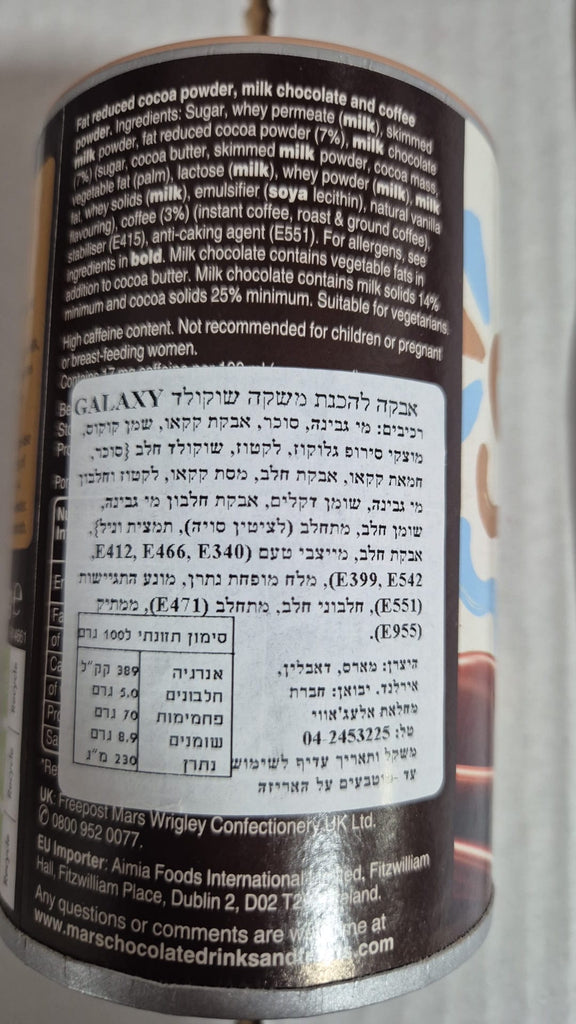 Fat reduced cocoa powder, milk chocolate and coffee
powder. Ingredients: Sugar, whey permeate (milk), skimmed
milk powder, fat reduced cocoa powder (7%), milk chocolate
(7%) (sugar, cocoa butter, skimmed milk powder, cocoa mass,
vegetable fat (palm), lactose (milk), whey powder (milk), milk
fat, whey solids (milk), emulsifier (soya lecithin), natural vanilla
flavouring), coffee (3%) (instant coffee, roast & ground coffee),
stabiliser (E415), anti-caking agent (E551). For allergens, see
ingredients in bold. Milk chocolate contains vegetable fats in
addition to cocoa butter. Milk chocolate contains milk solids 14%
minimum and cocoa solids 25% minimum. Suitable for vegetarians.
High caffeine content. Not recommended for children or pregnant
or breast-feeding women.
אבקה להכנת משקה שוקולד GALAXY
רכיבים: מי גבינה, סוכר, אבקת קקאו, שמן קוקוס,
מוצקי סירופ גלוקוז, לקטוז, שוקולד חלב {סוכר,
חמאת קקאו, אבקת חלב, מסת קקאו, לקטוז וחלבון
מי גבינה, שומן דקלים, אבקת חלבון מי גבינה,
שומן חלב, מתחלב (לציטין סויה), תמצית וניל},
אבקת חלב, מייצבי טעם (E412, E466, E340,
E399, E542), מלח מופחת נתרן, מונע התגיישות
(E551), חלבוני חלב, מתחלב (E471), ממתיק
(E955).
סימון תזונתי ל100 גרם
אנרגיה 389 קק"ל
חלבונים 5.0 גרם
פחמימות 70 גרם
שומנים 8.9 גרם
נתרן 230 מ"ג
היצרן: מארס, דאבלין,
אירלנד. יבואן: חברת
מחלאת אלעג'אווי
טל: 04-2453225
משקל ותאריך עדיף לשימוש
עד מוטבעים על האריזה
UK: Freepost Mars Wrigley Confectionery UK Ltd.
✆ 0800 952 0077.
EU Importer: Aimia Foods International Limited, Fitzwilliam
Hall, Fitzwilliam Place, Dublin 2, D02 Ireland.
Any questions or comments are welcome at
www.marschocolatedrinksand .com
Recycle